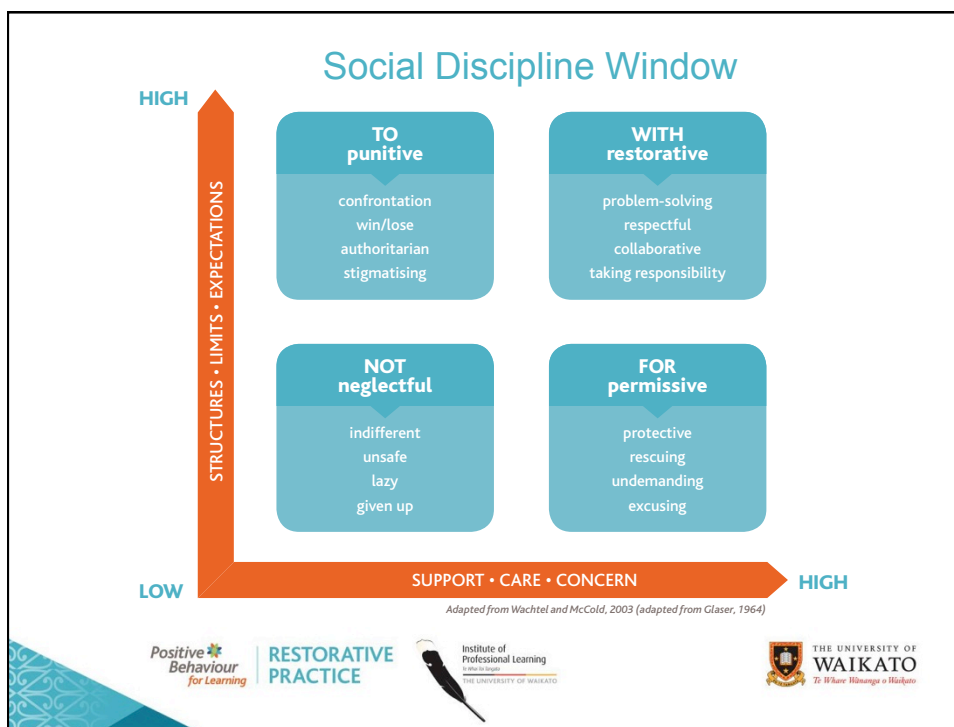 Social Discipline Window
HIGH
TO
punitive
confrontation
win/lose
authoritarian
stigmatising
WITH
restorative
problem-solving
respectful
collaborative
taking responsibility
STRUCTURES • LIMITS • EXPECTATIONS
NOT
neglectful
indifferent
unsafe
lazy
given up
FOR
permissive
protective
rescuing
undemanding
excusing
LOW
SUPPORT • CARE • CONCERN
HIGH
Adapted from Wachtel and McCold, 2003 (adapted from Glaser, 1964)
Positive
Behaviour
for Learning
RESTORATIVE
PRACTICE
Institute of
Professional Learning
THE UNIVERSITY OF WAIKATO
THE UNIVERSITY OF
WAIKATO
Te Whare Wānanga o Waikato